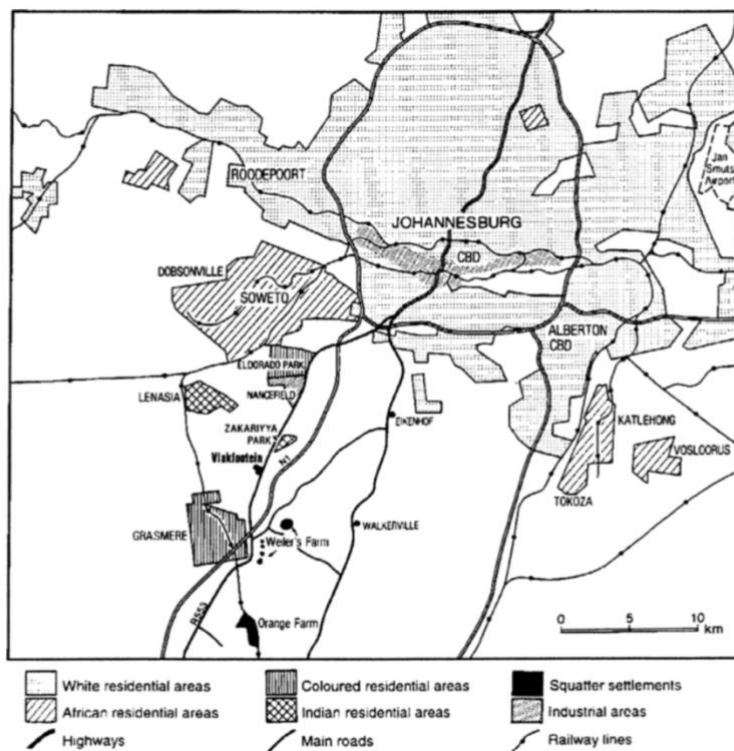 Jan
Smuts
Airport
ROODEPOORT
JOHANNESBURG
CBD
DOBSONVILLE
SOWETO
ALBERTON
CBD
ELDORADO PARK
LENASIA
NANCEFIELD
EIKENHOF
KATLEHONG
ZAKARIYYA
PARK
VOSLOORUS
Vlakfontein
N1
TOKOZA
WALKERVILLE
GRASMERE
Weiler's Farm
R553
Orange Farm
0 5 10
km
White residential areas
Coloured residential areas
Squatter settlements
African residential areas
Indian residential areas
Industrial areas
Highways
Main roads
Railway lines